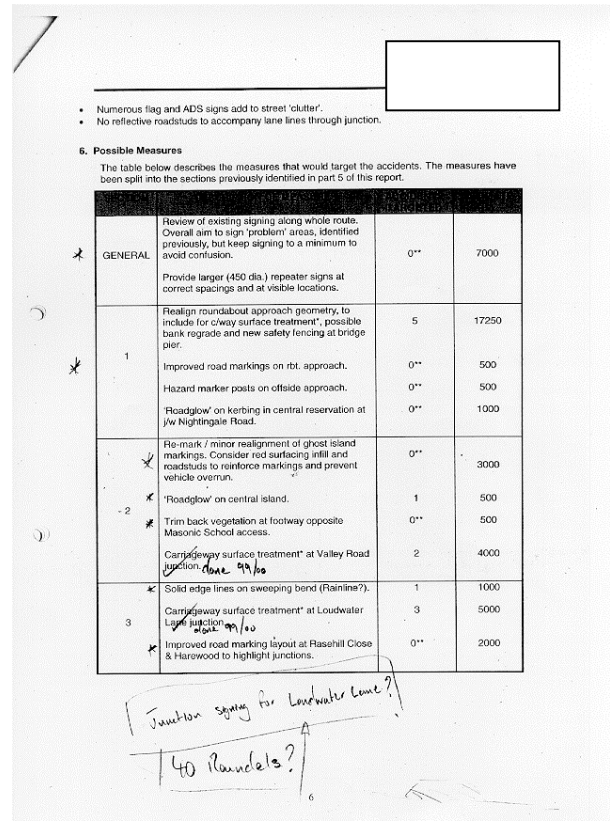 • Numerous flag and ADS signs add to street 'clutter'.
• No reflective roadstuds to accompany lane lines through junction.
6. Possible Measures
The table below describes the measures that would target the accidents. The measures have
been split into the sections previously identified in part 5 of this report.
Review of existing signing along whole route.
Overall aim to sign 'problem' areas, identified
previously, but keep signing to a minimum to
GENERAL avoid confusion. 0** 7000
Provide larger (450 dia.) repeater signs at
correct spacings and at visible locations.
Realign roundabout approach geometry, to
include for c/way surface treatment*, possible 5 17250
bank regrade and new safety fencing at bridge
pier.
1
Improved road markings on rbt. approach. 0** 500
Hazard marker posts on offside approach. 0** 500
'Roadglow' on kerbing in central reservation at 0** 1000
j/w Nightingale Road.
Re-mark / minor realignment of ghost island 0**
markings. Consider red surfacing infill and
roadstuds to reinforce markings and prevent 3000
vehicle overrun.
'Roadglow' on central island. 1 500
- 2
Trim back vegetation at footway opposite 0** 500
Masonic School access.
Carriageway surface treatment* at Valley Road 2 4000
junction. done 99/00
Solid edge lines on sweeping bend (Rainline?). 1 1000
Carriageway surface treatment* at Loudwater 3 5000
3 Lane junction done 99/00
Improved road marking layout at Rasehill Close 0** 2000
& Harewood to highlight junctions.
Junction signing for Loudwater Lane?
40 Roundels?
6